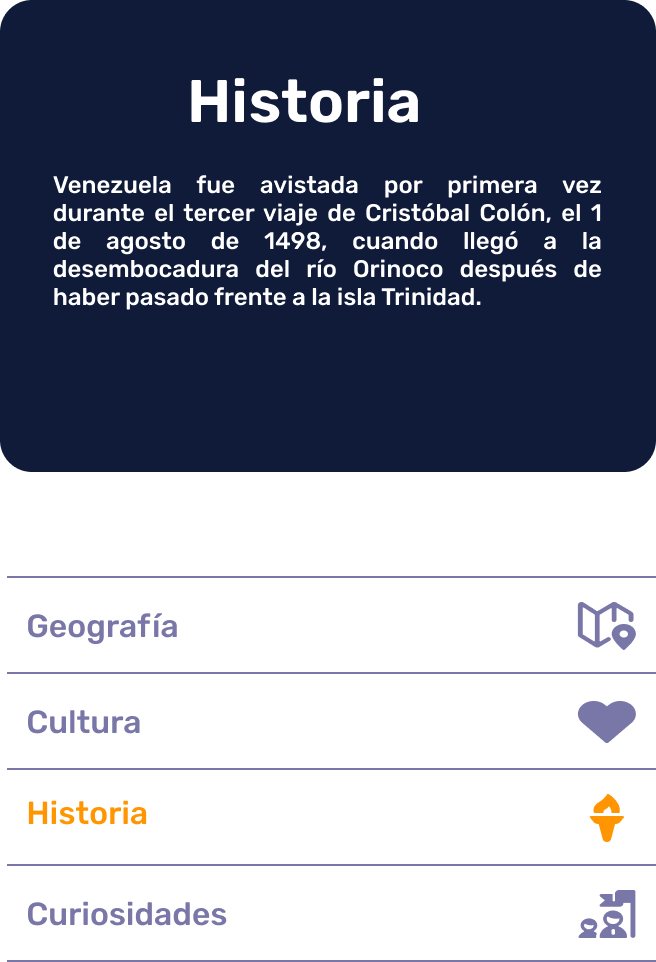 Historia
Venezuela fue avistada por primera vez
durante el tercer viaje de Cristóbal Colón, el 1
de agosto de 1498, cuando llegó a la
desembocadura del río Orinoco después de
haber pasado frente a la isla Trinidad.
Geografía
Cultura
Historia
Curiosidades